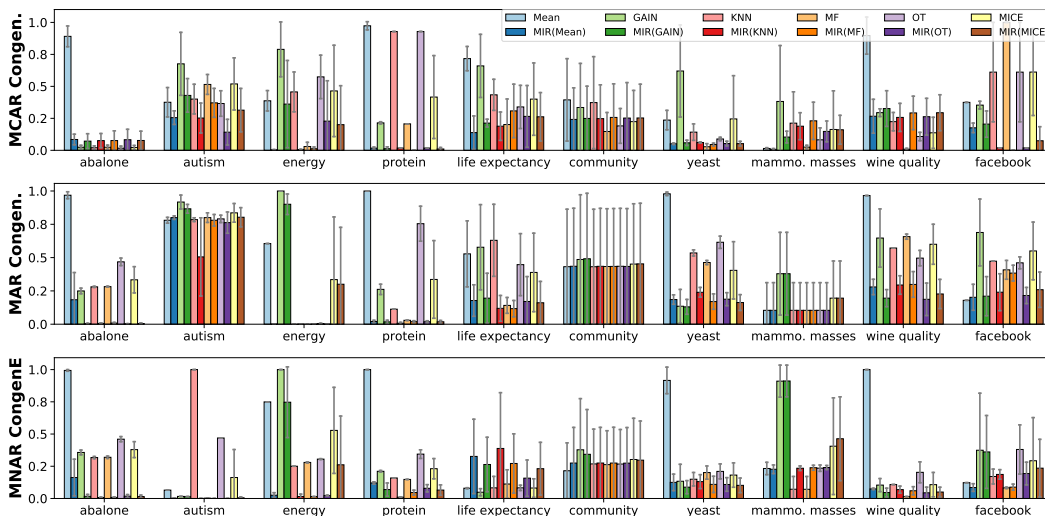 MCAR Congen.
1.0
0.8
0.5
0.2
0.0
Mean GAIN KNN MF OT MICE
MIR(Mean) MIR(GAIN) MIR(KNN) MIR(MF) MIR(OT) MIR(MICE
abalone autism energy protein life expectancy community yeast mammo. masses wine quality facebook
MAR Congen.
1.0
0.8
0.5
0.2
0.0
abalone autism energy protein life expectancy community yeast mammo. masses wine quality facebook
MNAR CongenE
1.0
0.8
0.5
0.2
0.0
abalone autism energy protein life expectancy community yeast mammo. masses wine quality facebook